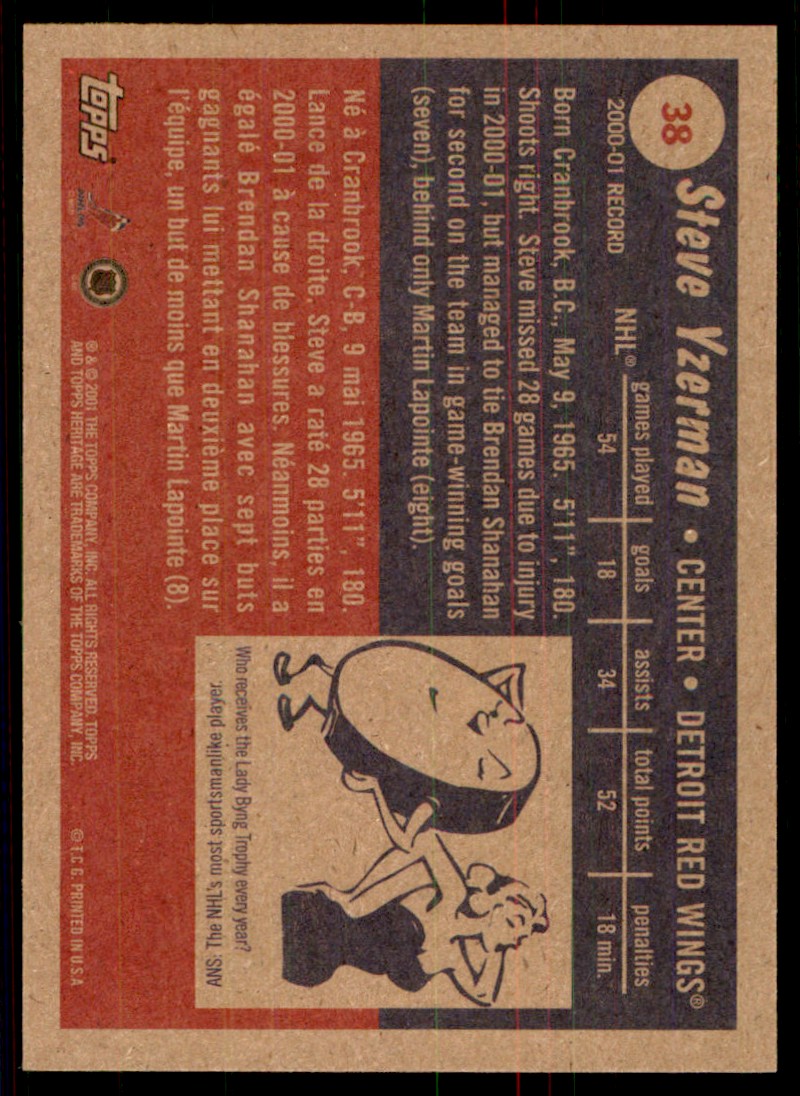 38
Steve Yzerman • CENTER • DETROIT RED WINGS®
2000-01 RECORD
games played goals assists total points penalties
NHL® 54 18 34 52 18 min.
Born Cranbrook, B.C., May 9, 1965. 5'11", 180.
Shoots right. Steve missed 28 games due to injury
in 2000-01, but managed to tie Brendan Shanahan
for second on the team in game-winning goals
(seven), behind only Martin Lapointe (eight).
Né à Cranbrook, C-B, 9 mai 1965. 5'11", 180.
Lance de la droite. Steve a raté 28 parties en
2000-01 à cause de blessures. Néanmoins, il a
égalé Brendan Shanahan avec sept buts
gagnants lui mettant en deuxième place sur
l'équipe, un but de moins que Martin Lapointe (8).
Who receives the Lady Byng Trophy every year?
ANS: The NHL's most sportsmanlike player.
topps®
® & © 2001 THE TOPPS COMPANY, INC. ALL RIGHTS RESERVED. TOPPS
AND TOPPS HERITAGE ARE TRADEMARKS OF THE TOPPS COMPANY, INC.
© T.C.G. PRINTED IN U.S.A